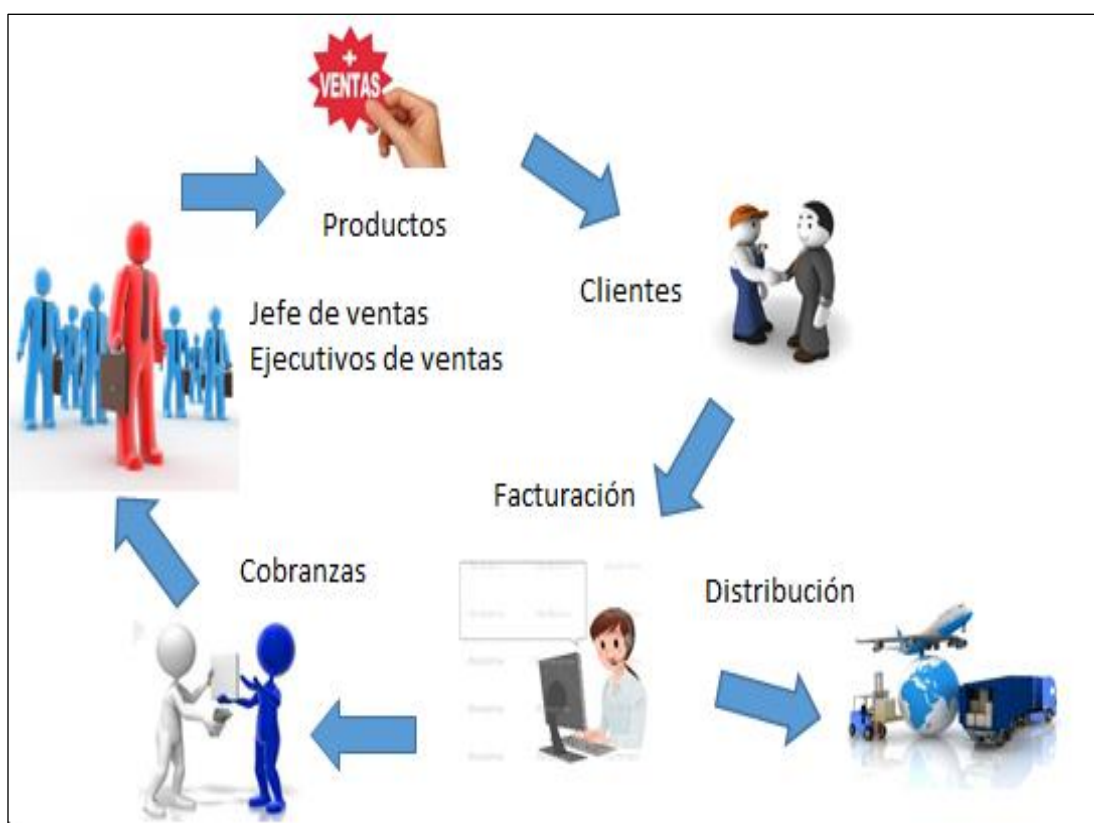 +
VENTAS
Productos
Clientes
Jefe de ventas
Ejecutivos de ventas
Facturación
Cobranzas
Distribución